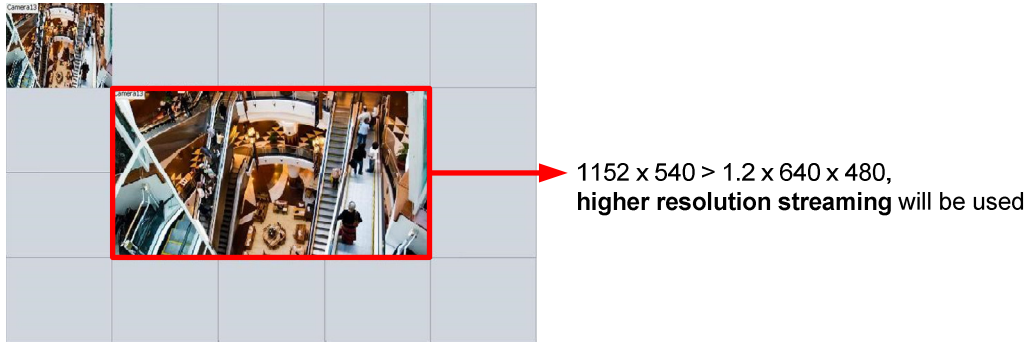 Camera13
Camera13
1152 x 540 > 1.2 x 640 x 480,
higher resolution streaming will be used